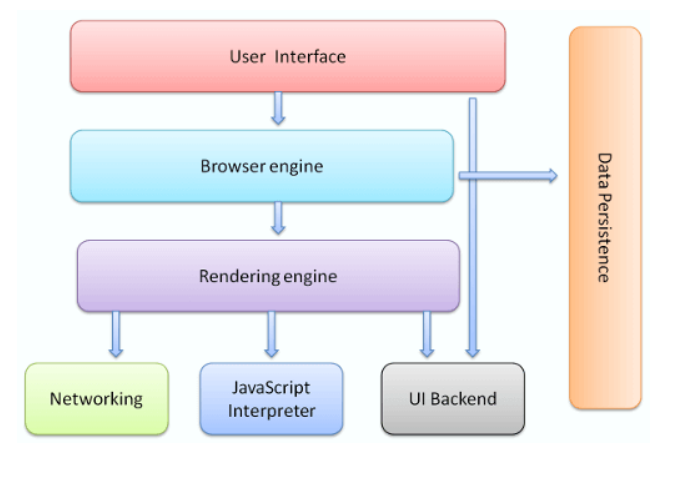 User Interface
Browser engine
Data Persistence
Rendering engine
Networking
JavaScript
Interpreter
UI Backend